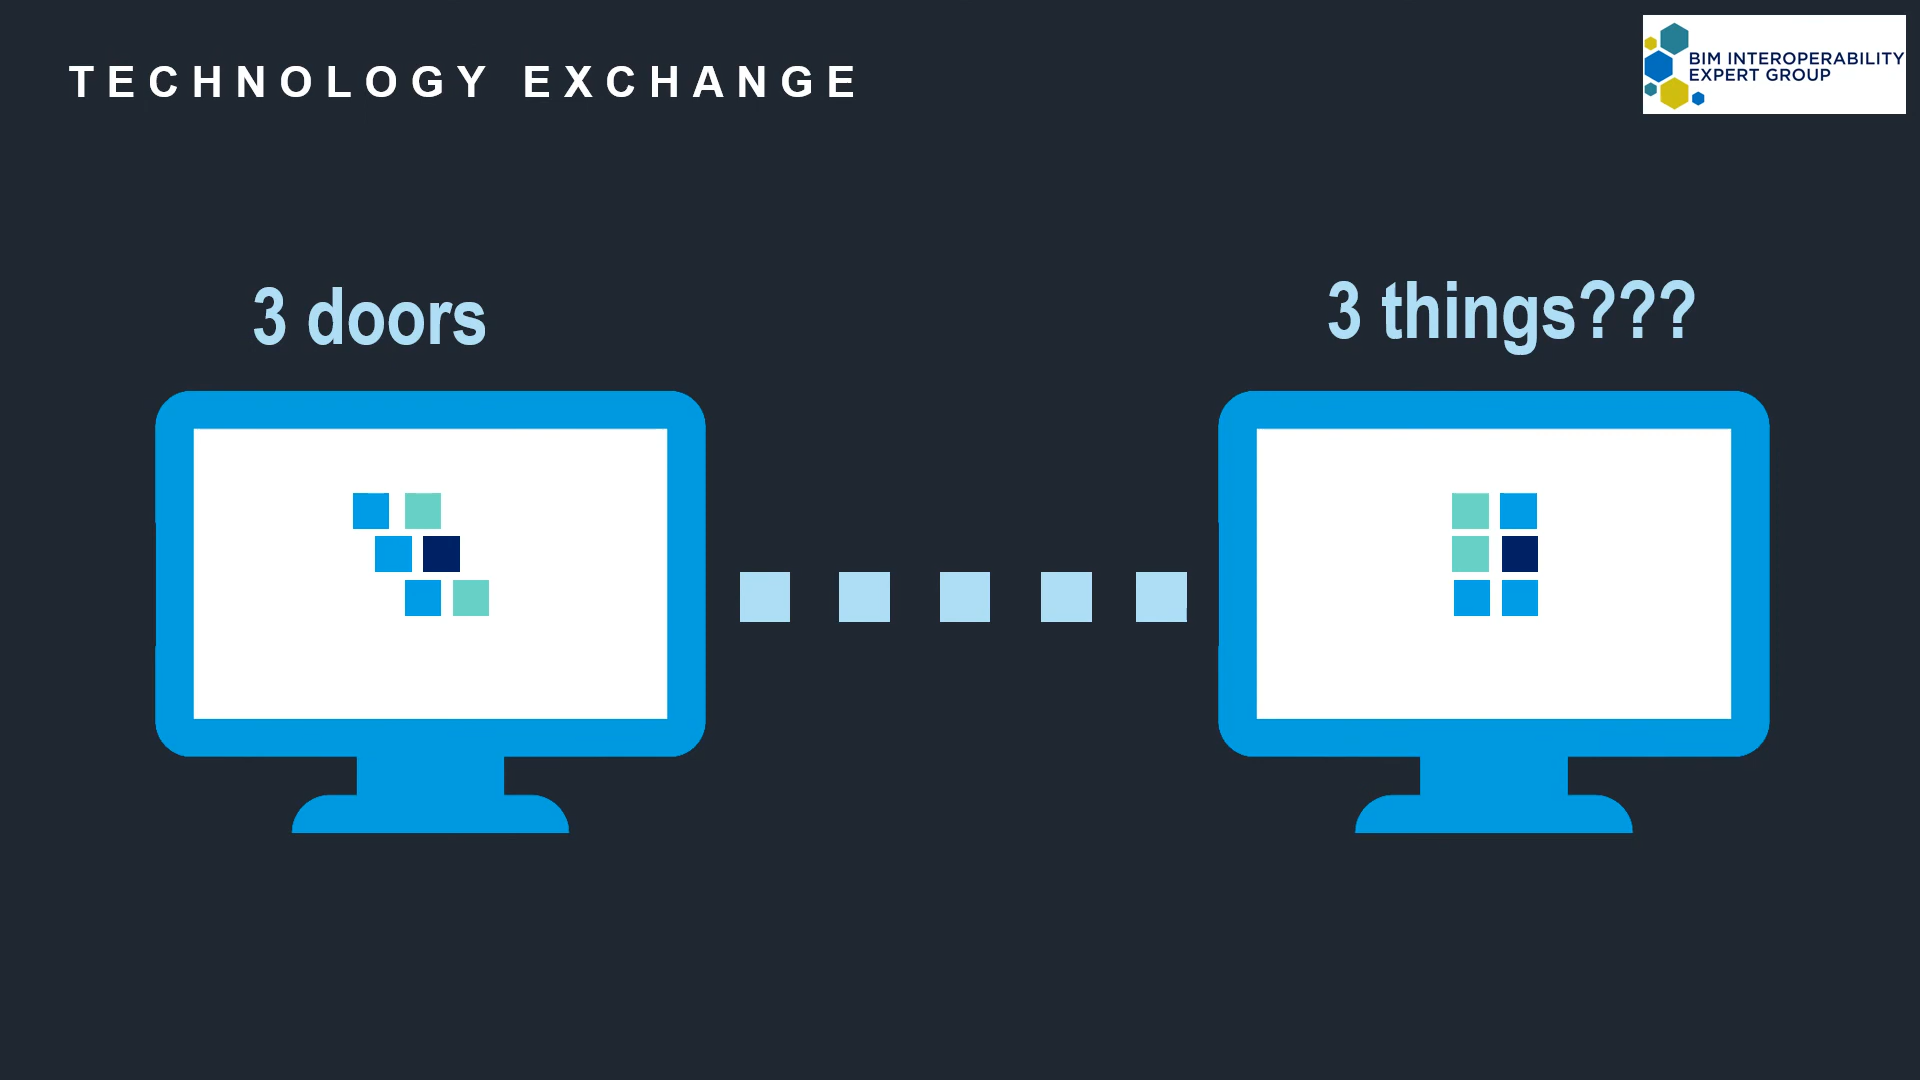 TECHNOLOGY EXCHANGE
BIM INTEROPERABILITY
EXPERT GROUP
3 doors
3 things???